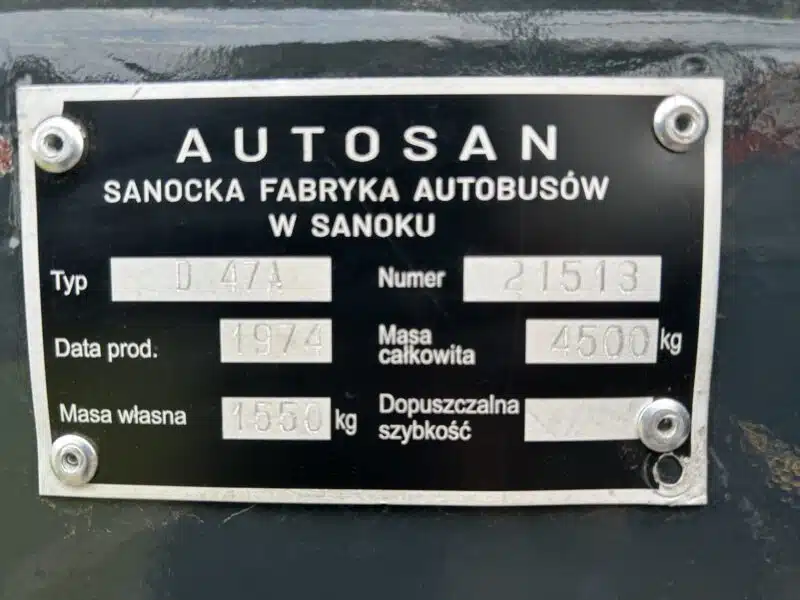 AUTOSAN
SANOCKA FABRYKA AUTOBUSÓW
W SANOKU
Typ D 47A Numer 21513
Data prod. 1974 Masa całkowita 4500 kg
Masa własna 1550 kg Dopuszczalna szybkość